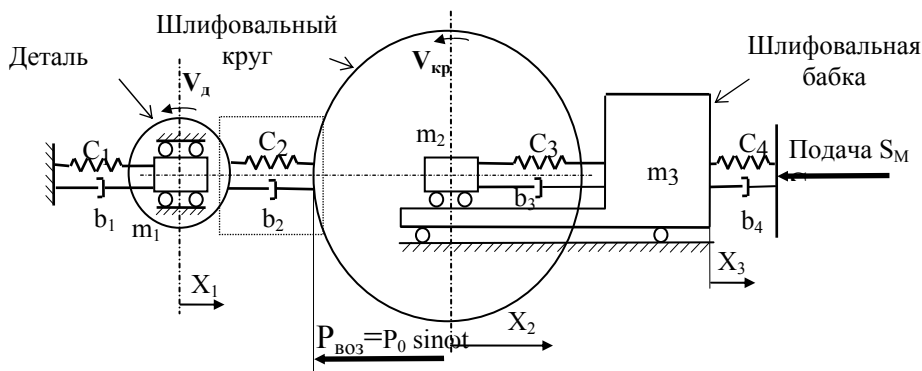 Шлифовальный
круг
Деталь
Шлифовальная
бабка
Vд
Vкр
C1
C2
m2
C3
C4
Подача SM
m3
b1
m1
b2
b3
b4
X1
X2
X3
Pвоз=P0 sinωt